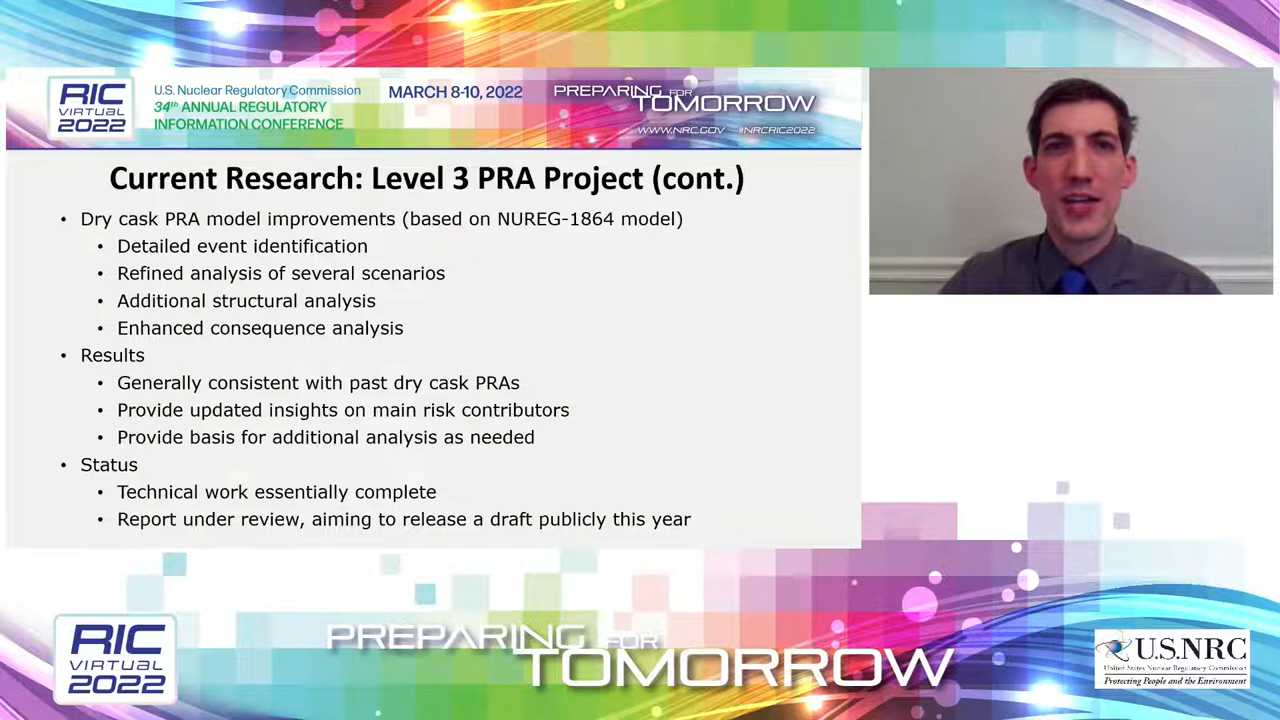 RIC
VIRTUAL
2022
U.S. Nuclear Regulatory Commission
34th ANNUAL REGULATORY
INFORMATION CONFERENCE
MARCH 8-10, 2022
PREPARING FOR
TOMORROW
WWW.NRC.GOV #NRCRIC2022
Current Research: Level 3 PRA Project (cont.)
• Dry cask PRA model improvements (based on NUREG-1864 model)
• Detailed event identification
• Refined analysis of several scenarios
• Additional structural analysis
• Enhanced consequence analysis
• Results
• Generally consistent with past dry cask PRAs
• Provide updated insights on main risk contributors
• Provide basis for additional analysis as needed
• Status
• Technical work essentially complete
• Report under review, aiming to release a draft publicly this year
RIC
VIRTUAL
2022
PREPARING FOR
TOMORROW
U.S.NRC
United States Nuclear Regulatory Commission
Protecting People and the Environment